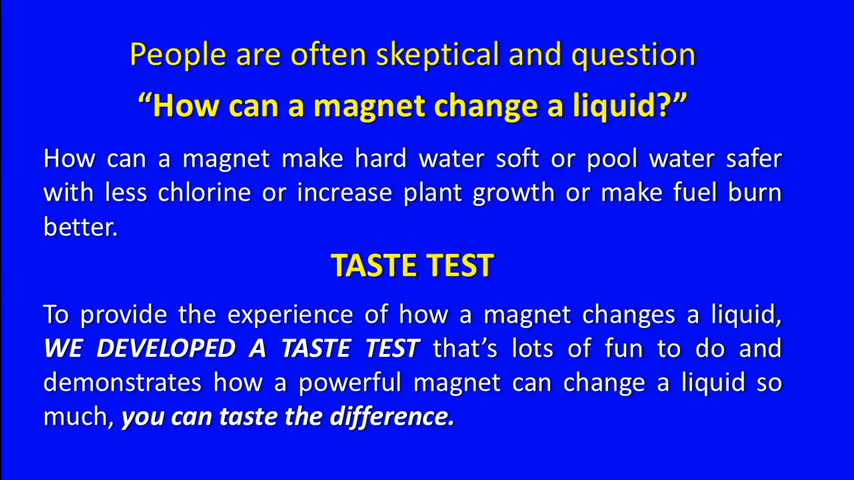 People are often skeptical and question
“How can a magnet change a liquid?”
How can a magnet make hard water soft or pool water safer
with less chlorine or increase plant growth or make fuel burn
better.
TASTE TEST
To provide the experience of how a magnet changes a liquid,
WE DEVELOPED A TASTE TEST that’s lots of fun to do and
demonstrates how a powerful magnet can change a liquid so
much, you can taste the difference.